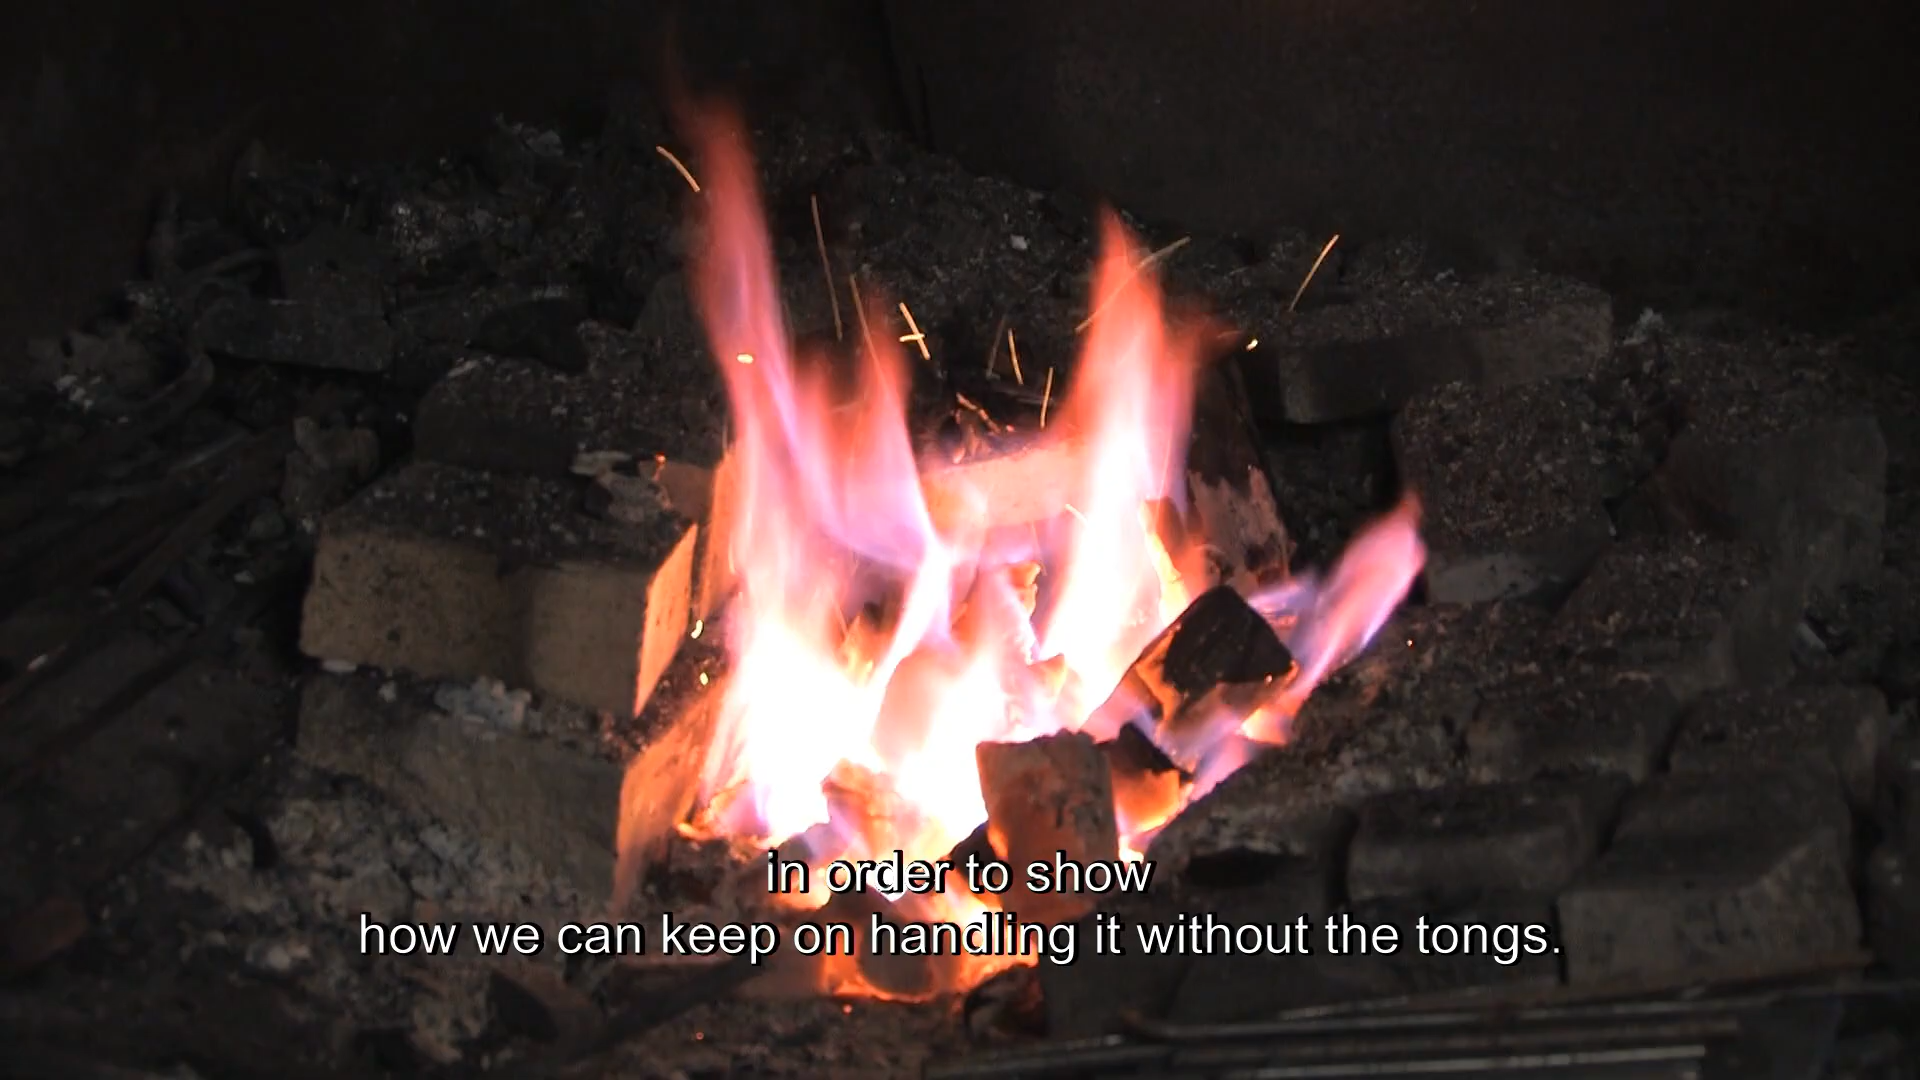 in order to show
how we can keep on handling it without the tongs.